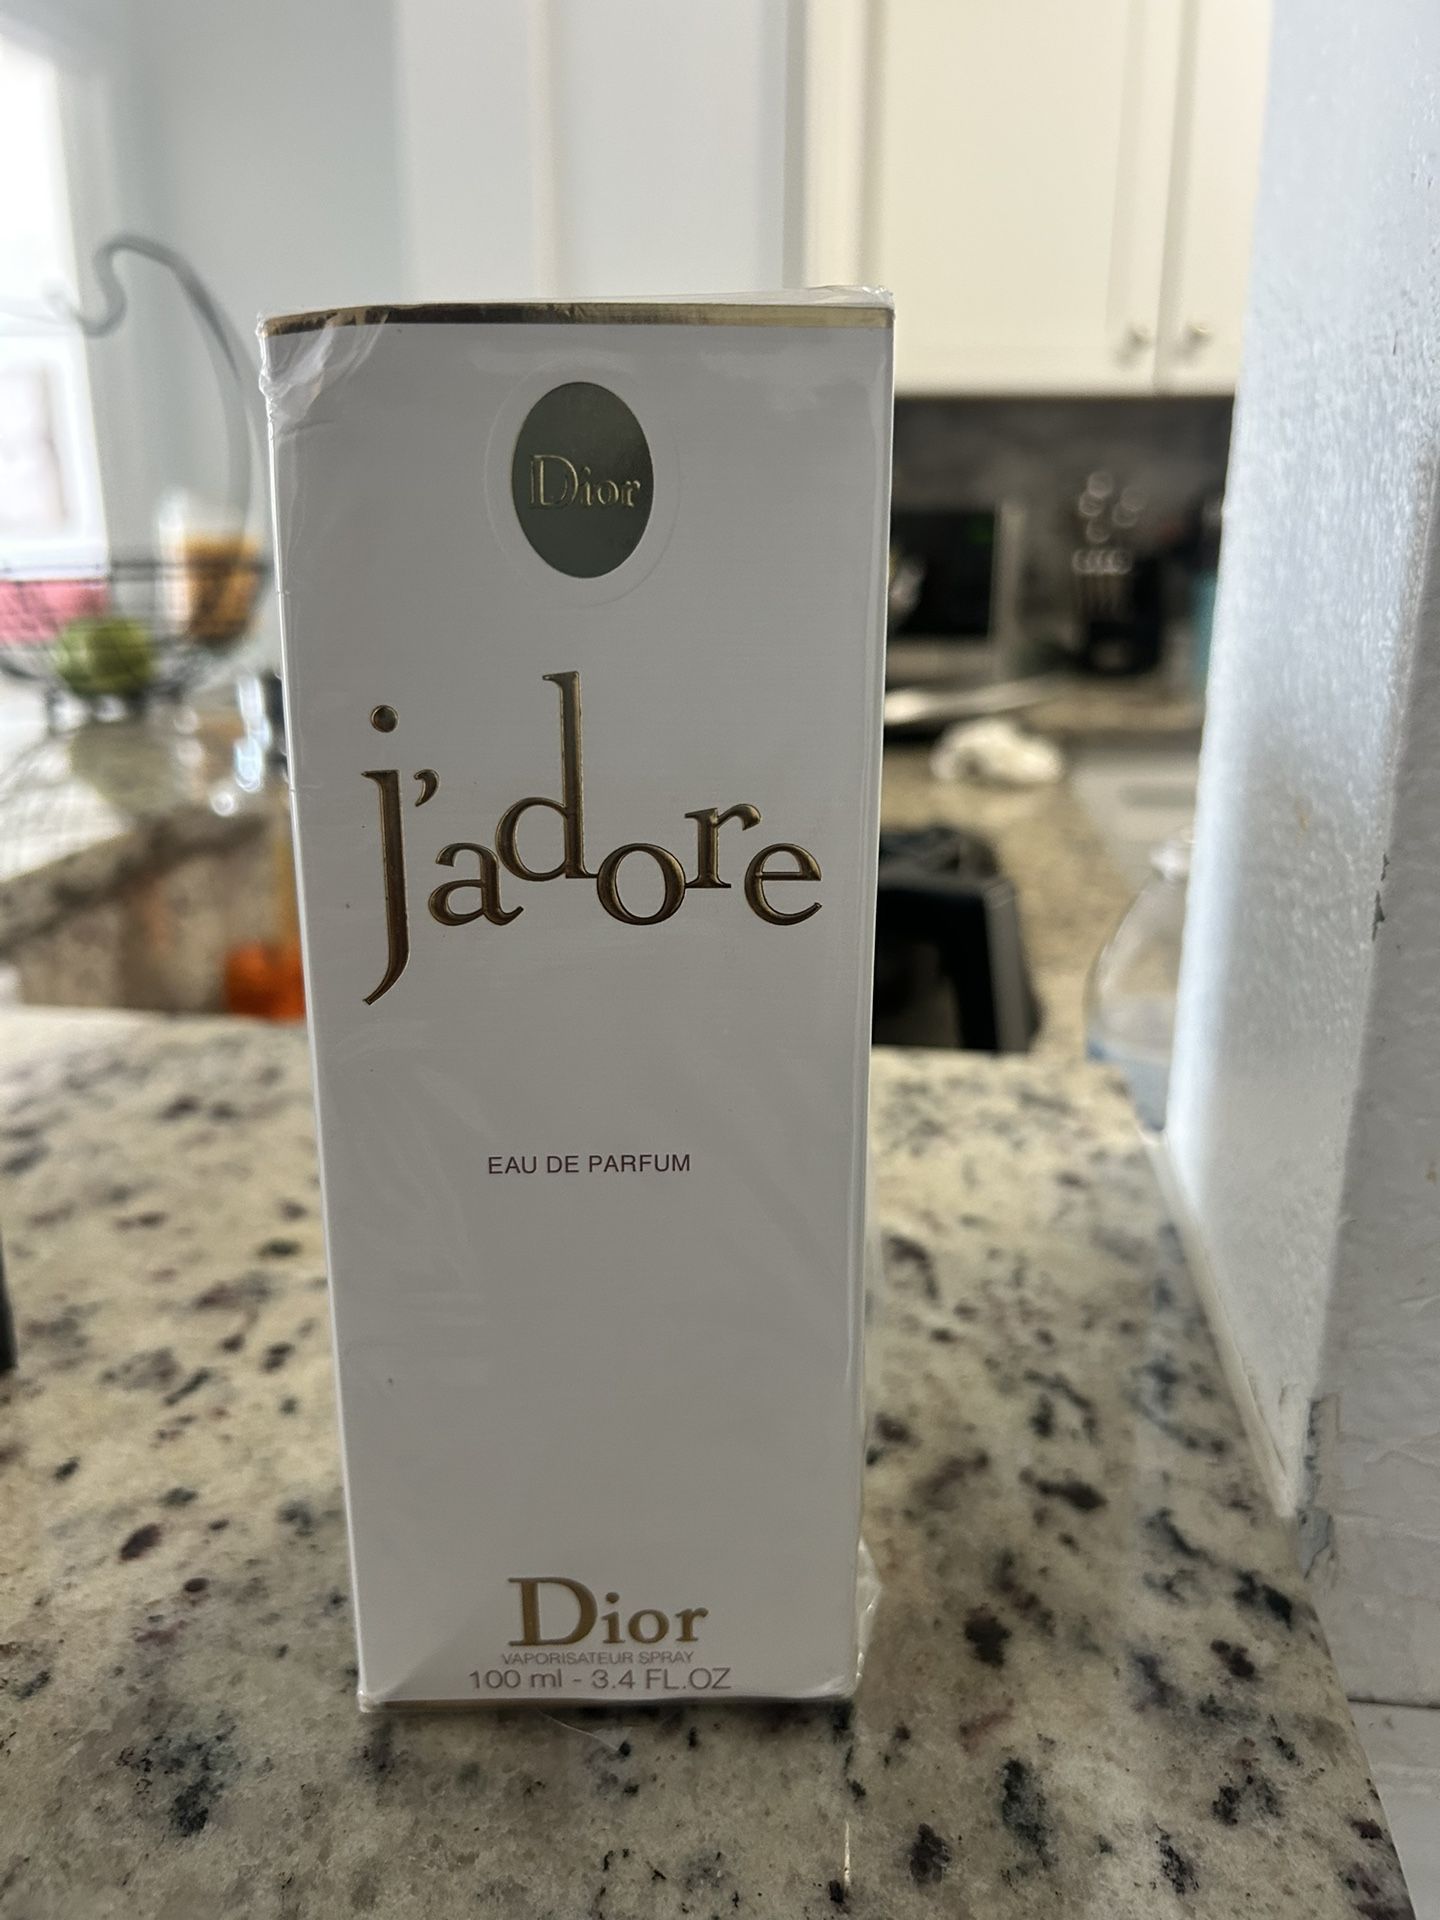 Dior
j'adore
EAU DE PARFUM
Dior
VAPORISATEUR SPRAY
100 ml - 3.4 FL.OZ